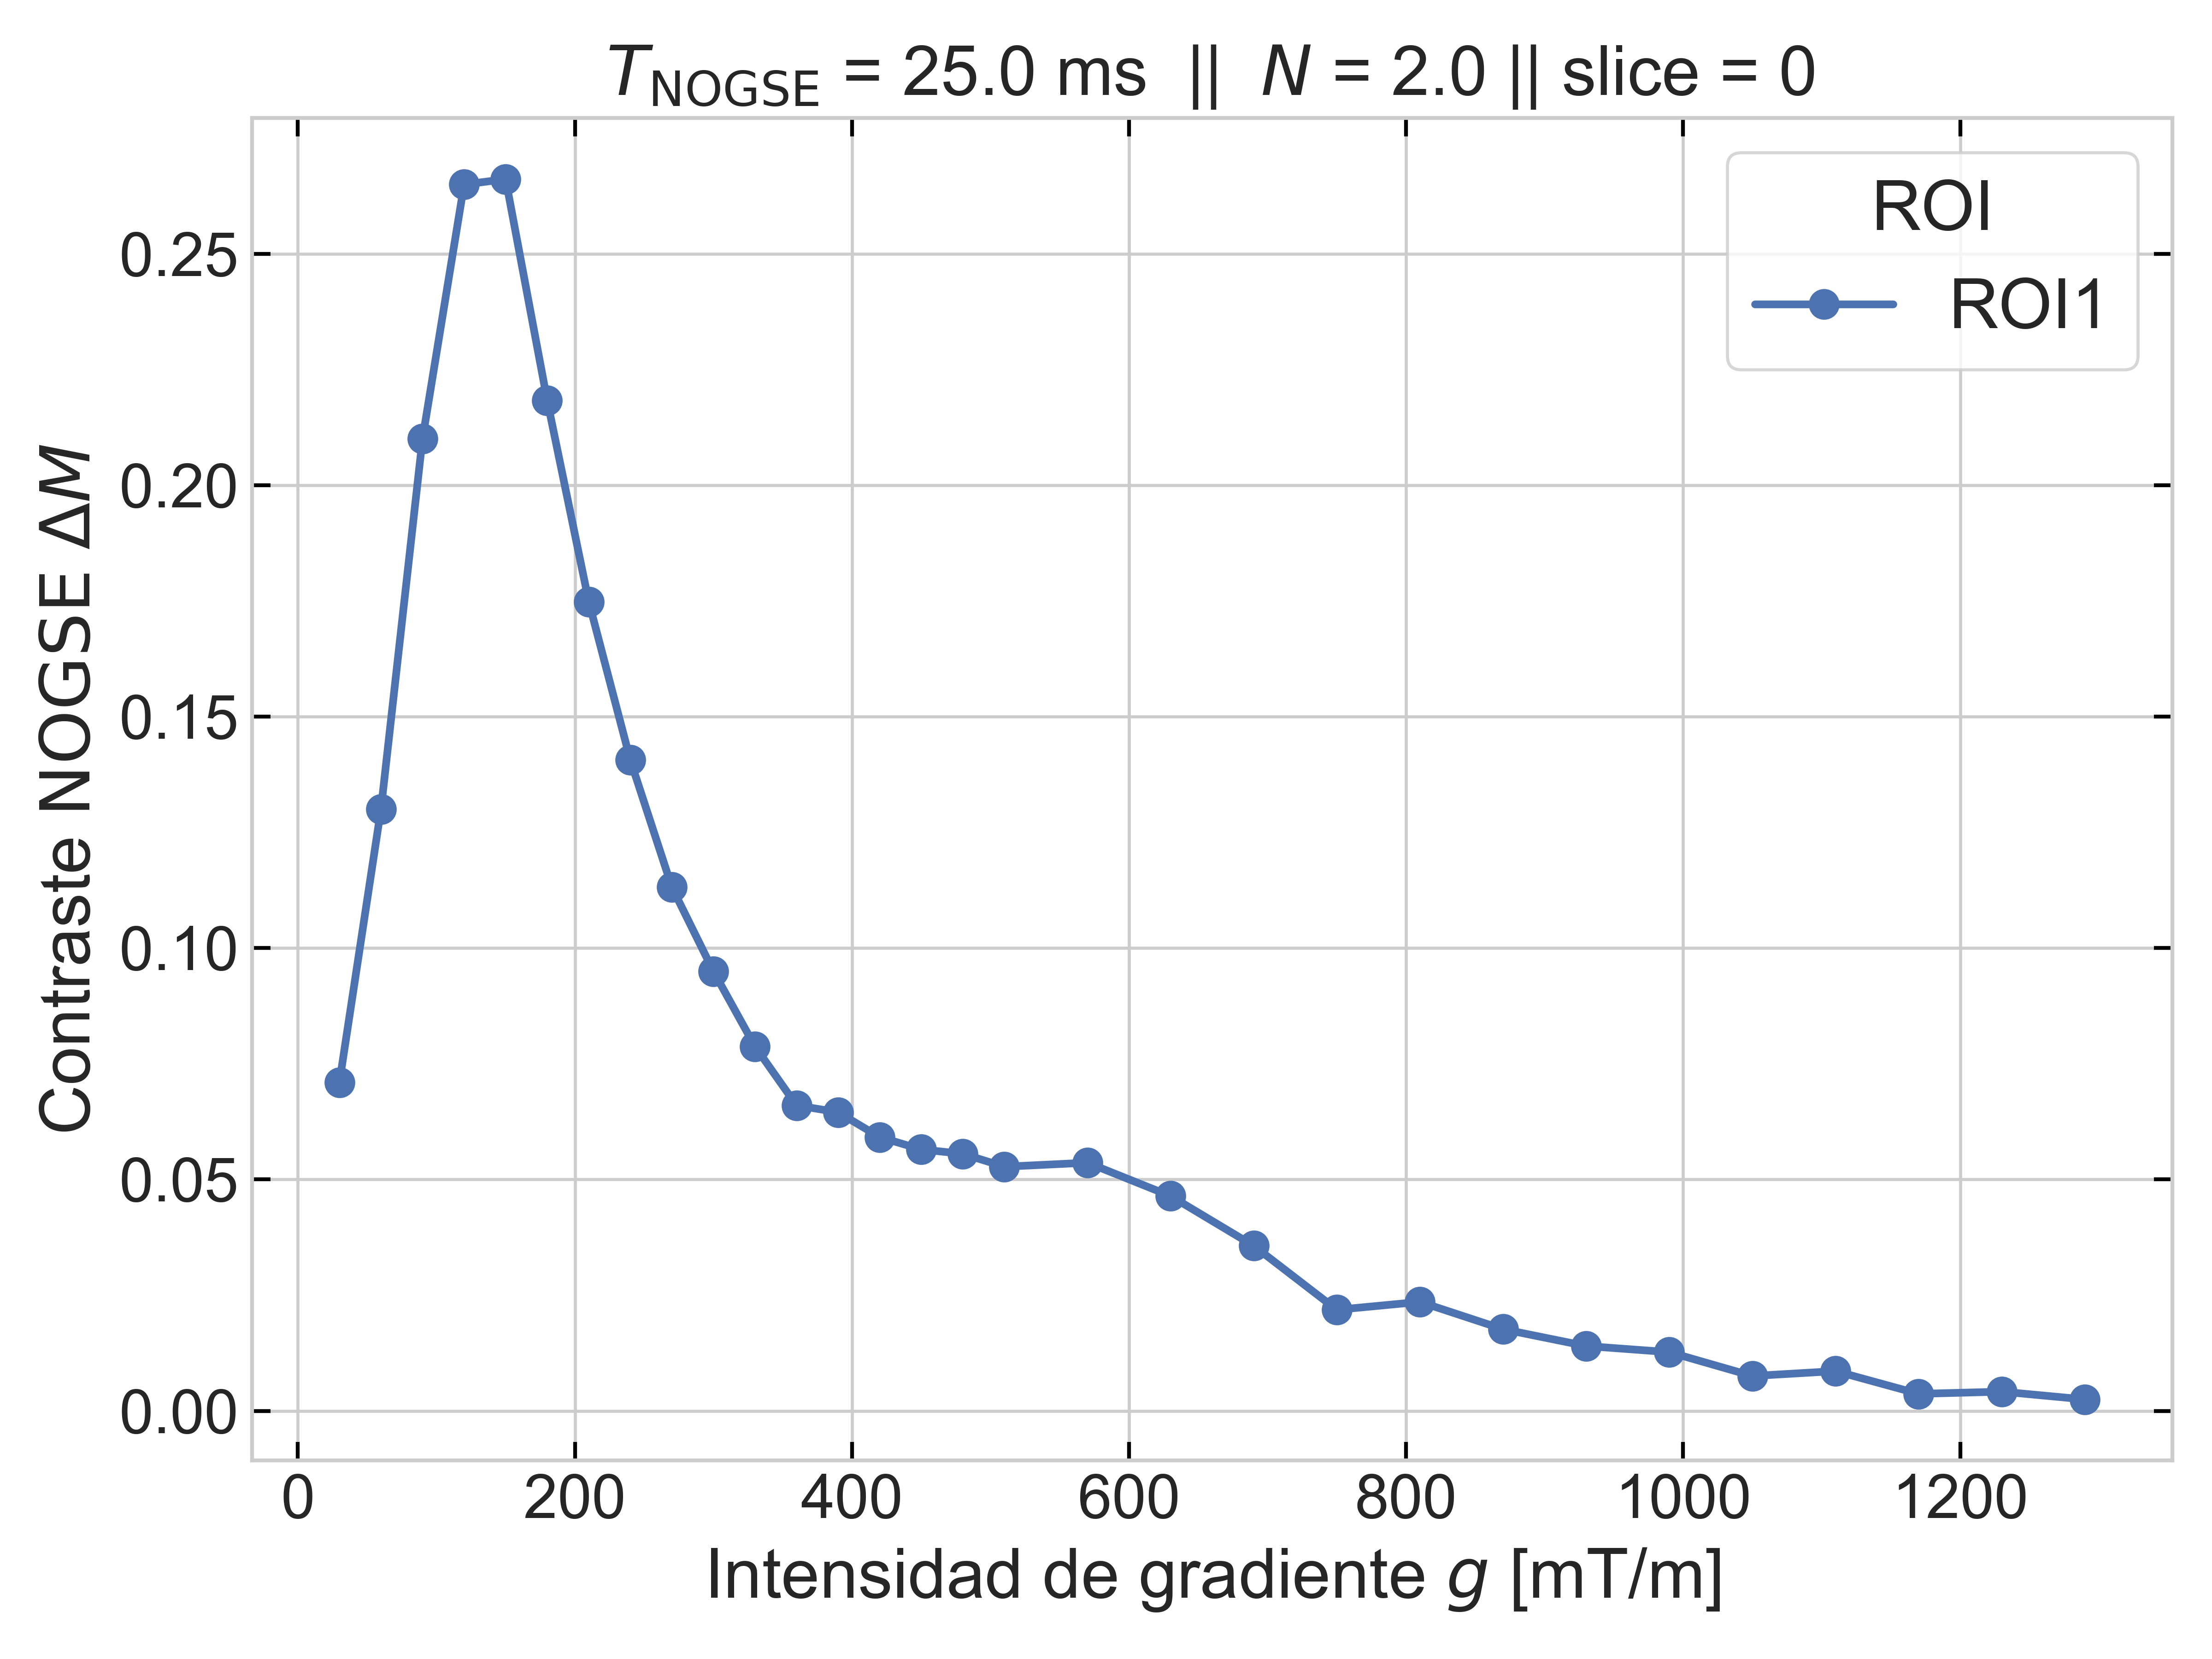 T_NOGSE = 25.0 ms || N = 2.0 || slice = 0
ROI
ROI1
Contraste NOGSE ΔM
0.25
0.20
0.15
0.10
0.05
0.00
0 200 400 600 800 1000 1200
Intensidad de gradiente g [mT/m]